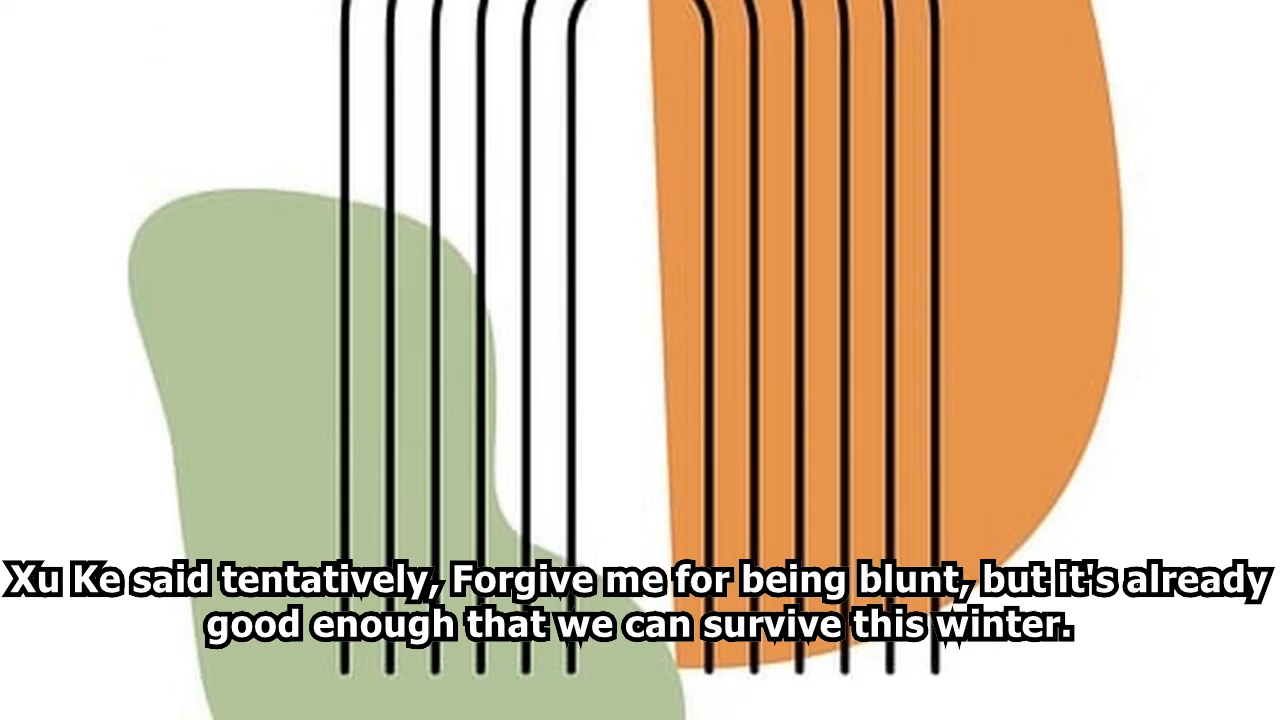 Xu Ke said tentatively, Forgive me for being blunt, but it's already
good enough that we can survive this winter.